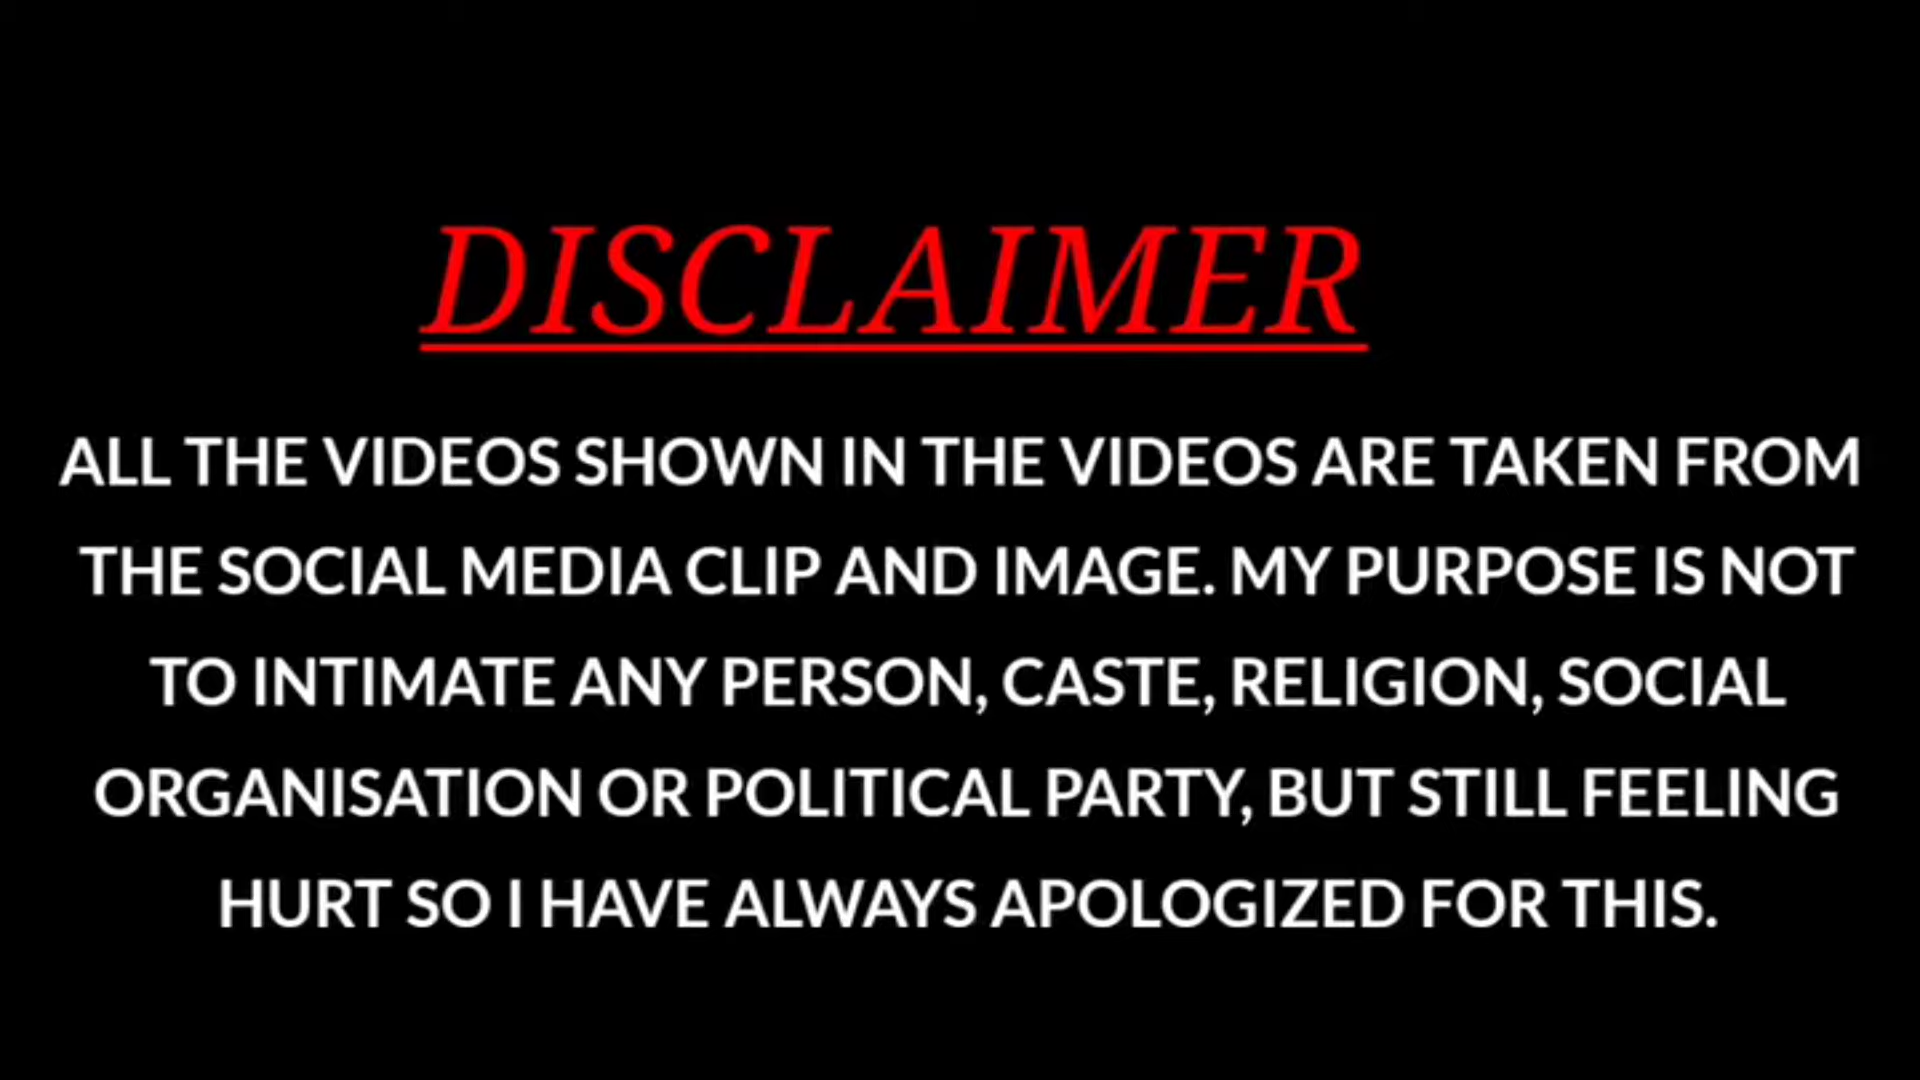 DISCLAIMER
ALL THE VIDEOS SHOWN IN THE VIDEOS ARE TAKEN FROM
THE SOCIAL MEDIA CLIP AND IMAGE. MY PURPOSE IS NOT
TO INTIMATE ANY PERSON, CASTE, RELIGION, SOCIAL
ORGANISATION OR POLITICAL PARTY, BUT STILL FEELING
HURT SO I HAVE ALWAYS APOLOGIZED FOR THIS.